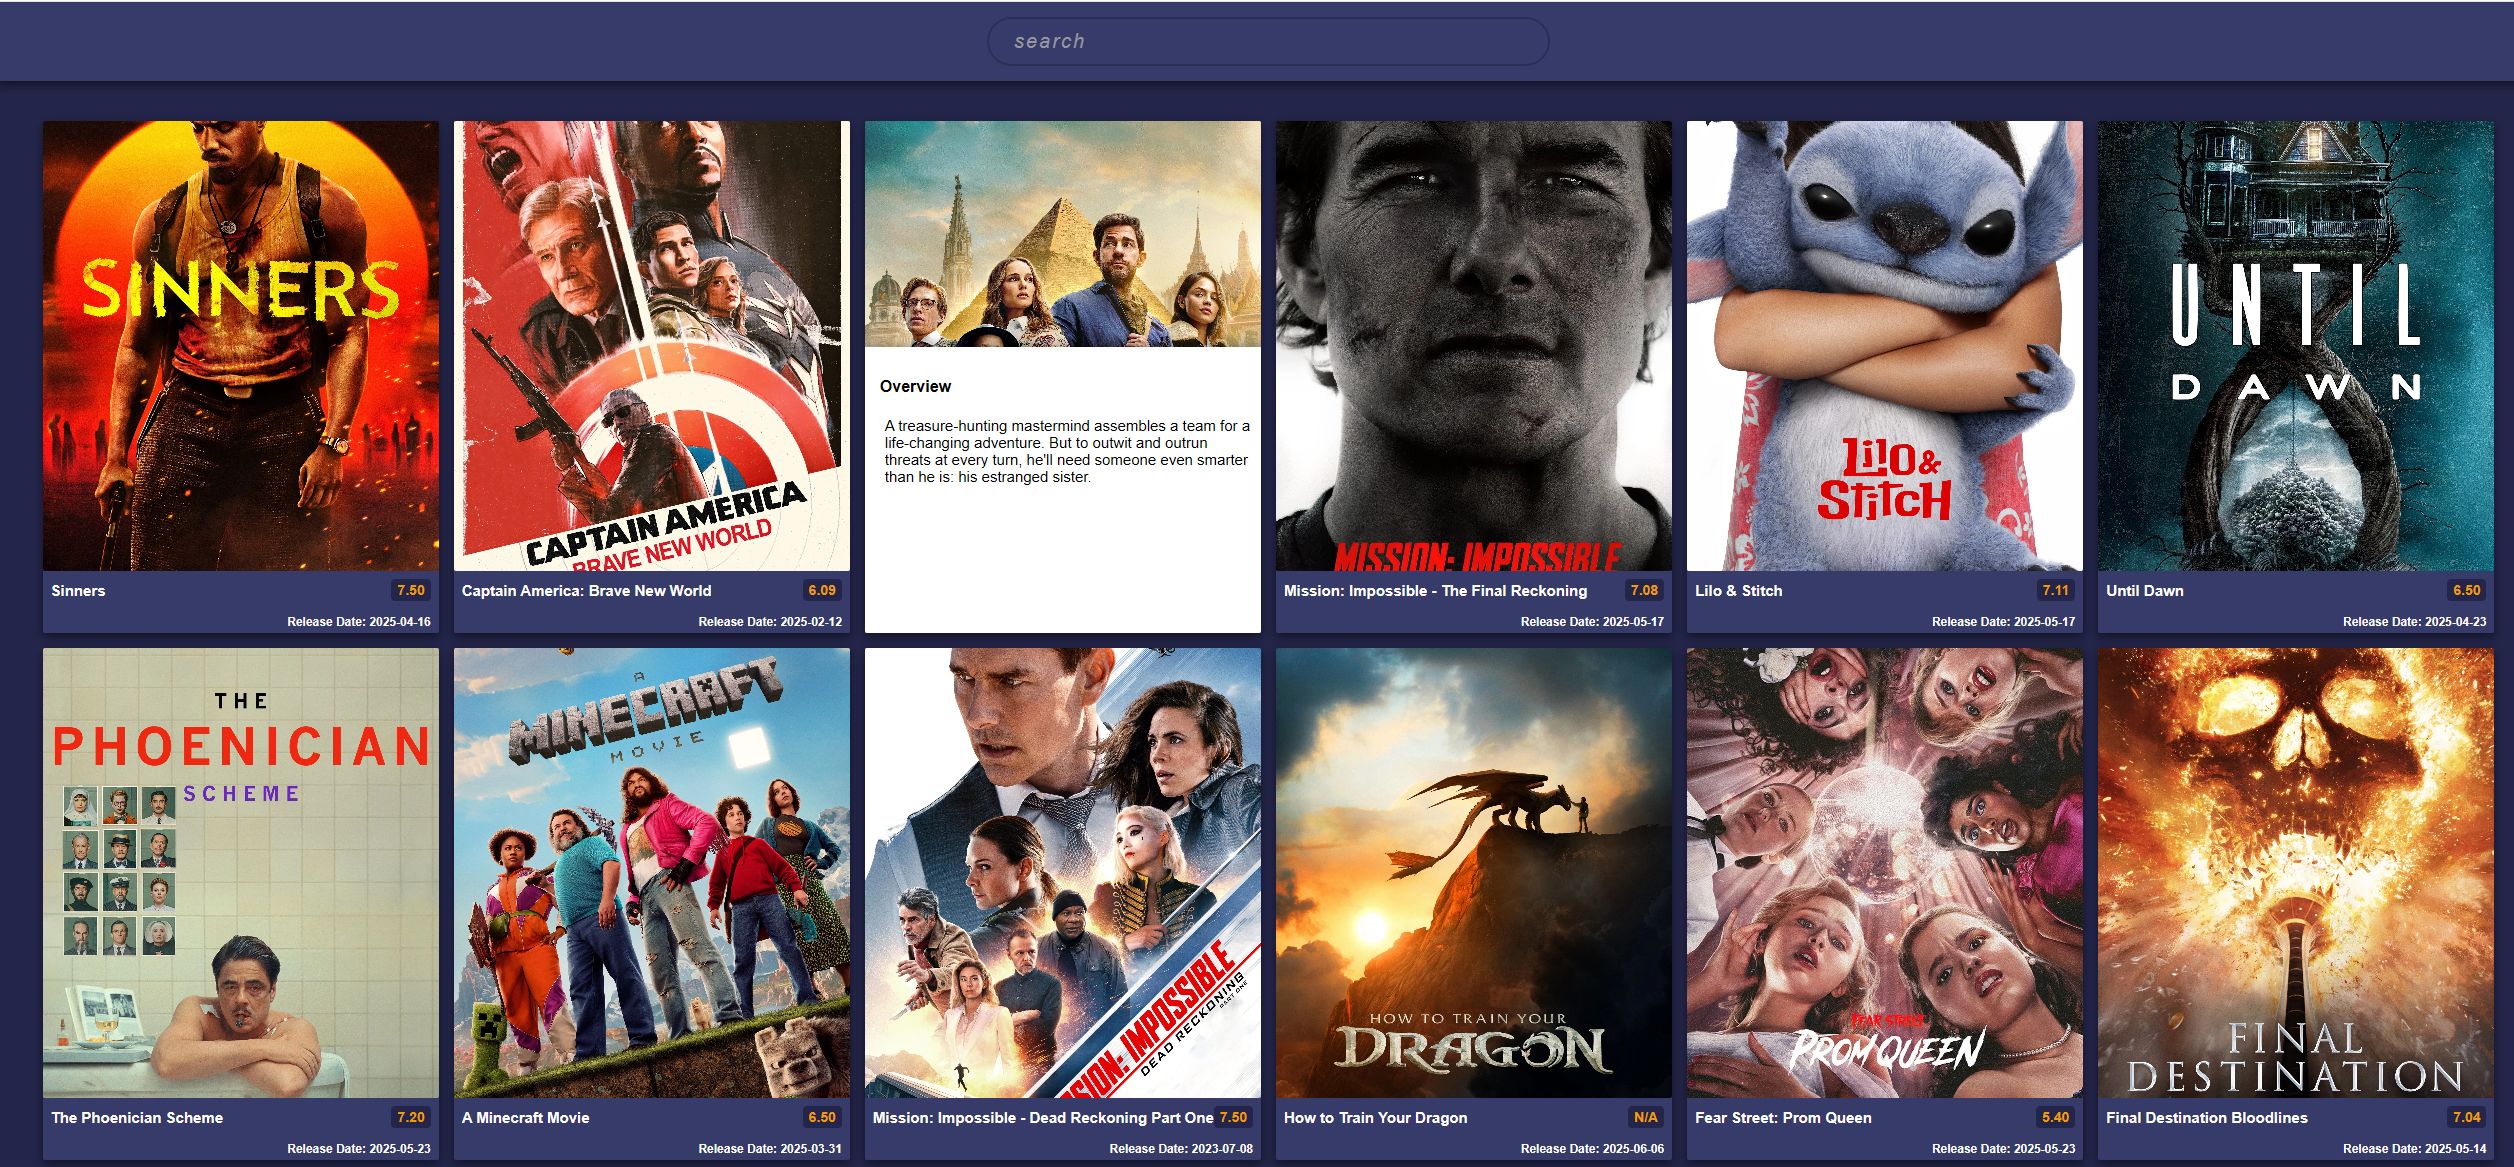 search
SINNERS
CAPTAIN AMERICA
BRAVE NEW WORLD
Overview
A treasure-hunting mastermind assembles a team for a
life-changing adventure. But to outwit and outrun
threats at every turn, he'll need someone even smarter
than he is: his estranged sister.
MISSION: IMPOSSIBLE
Lilo &
Stitch
UNTIL
DAWN
Sinners 7.50
Release Date: 2025-04-16
Captain America: Brave New World 6.09
Release Date: 2025-02-12
Mission: Impossible - The Final Reckoning 7.08
Release Date: 2025-05-17
Lilo & Stitch 7.11
Release Date: 2025-05-17
Until Dawn 6.50
Release Date: 2025-04-23
THE
PHOENICIAN
SCHEME
A
MINECRAFT
MOVIE
SSION: IMPOSSIBLE
DEAD RECKONING
PART ONE
HOW TO TRAIN YOUR
DRAGON
FEAR STREET
PROM QUEEN
FINAL
DESTINATION
The Phoenician Scheme 7.20
Release Date: 2025-05-23
A Minecraft Movie 6.50
Release Date: 2025-03-31
Mission: Impossible - Dead Reckoning Part One 7.50
Release Date: 2023-07-08
How to Train Your Dragon N/A
Release Date: 2025-06-06
Fear Street: Prom Queen 5.40
Release Date: 2025-05-23
Final Destination Bloodlines 7.04
Release Date: 2025-05-14